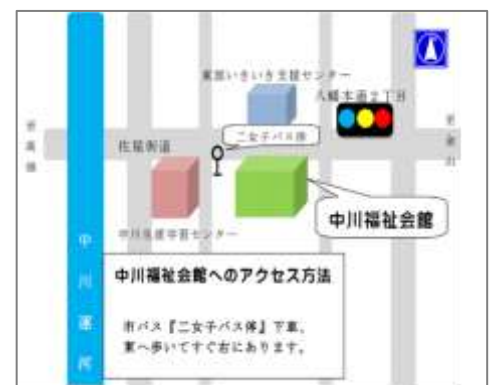 東部いきいき支援センター
八幡本通2丁目
二女子バス停
佐屋街道
中川福祉会館
中川生涯学習センター
中川運河
中川福祉会館へのアクセス方法
市バス『二女子バス停』下車、
東へ歩いてすぐ右にあります。